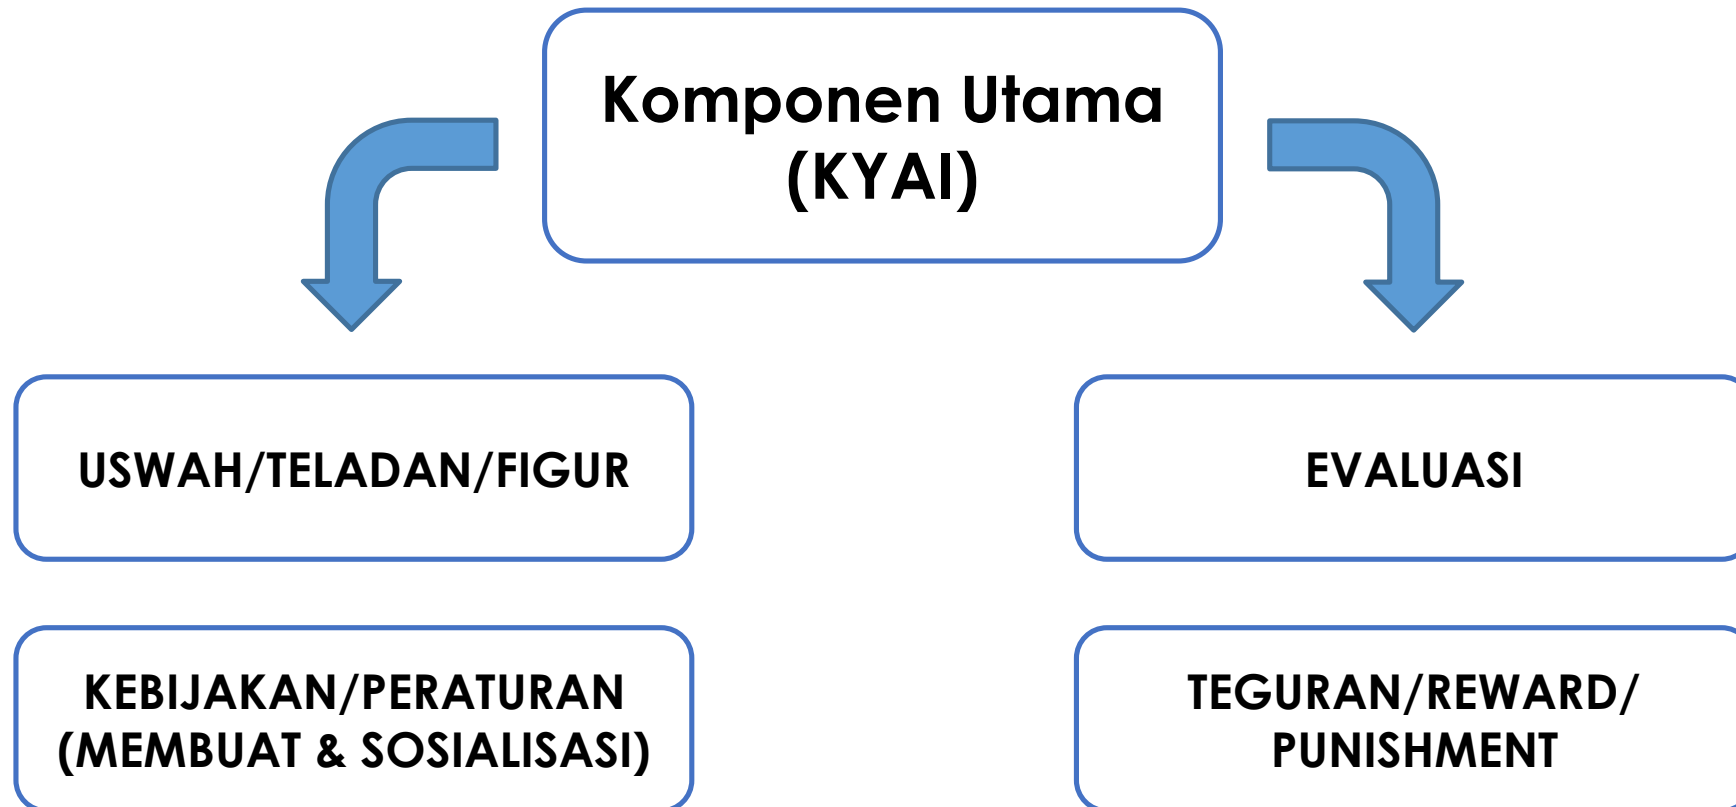 Komponen Utama
(KYAI)
USWAH/TELADAN/FIGUR
EVALUASI
KEBIJAKAN/PERATURAN
(MEMBUAT & SOSIALISASI)
TEGURAN/REWARD/
PUNISHMENT